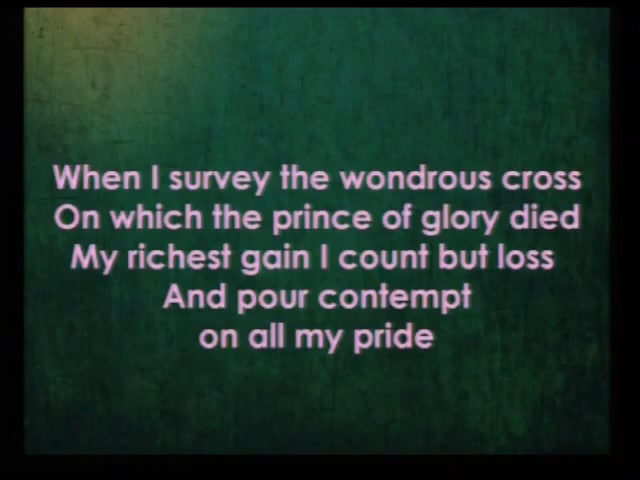 When I survey the wondrous cross
On which the prince of glory died
My richest gain I count but loss
And pour contempt
on all my pride